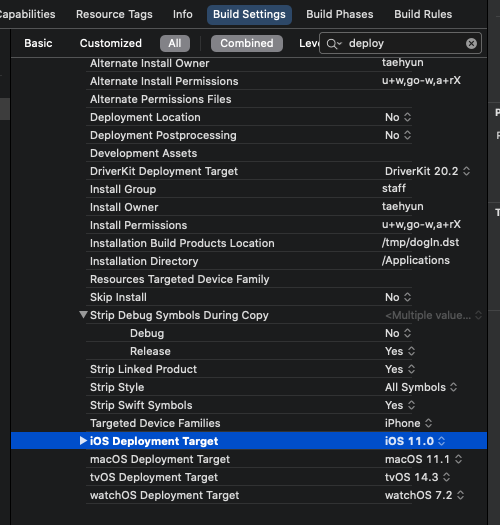 Capabilities Resource Tags Info Build Settings Build Phases Build Rules
Basic Customized All Combined Leve deploy
Alternate Install Owner taehyun
Alternate Install Permissions u+w,go-w,a+rX
Alternate Permissions Files
Deployment Location No
Deployment Postprocessing No
Development Assets
DriverKit Deployment Target DriverKit 20.2
Install Group staff
Install Owner taehyun
Install Permissions u+w,go-w,a+rX
Installation Build Products Location /tmp/dogIn.dst
Installation Directory /Applications
Resources Targeted Device Family
Skip Install No
Strip Debug Symbols During Copy <Multiple value...
Debug No
Release Yes
Strip Linked Product Yes
Strip Style All Symbols
Strip Swift Symbols Yes
Targeted Device Families iPhone
iOS Deployment Target iOS 11.0
macOS Deployment Target macOS 11.1
tvOS Deployment Target tvOS 14.3
watchOS Deployment Target watchOS 7.2